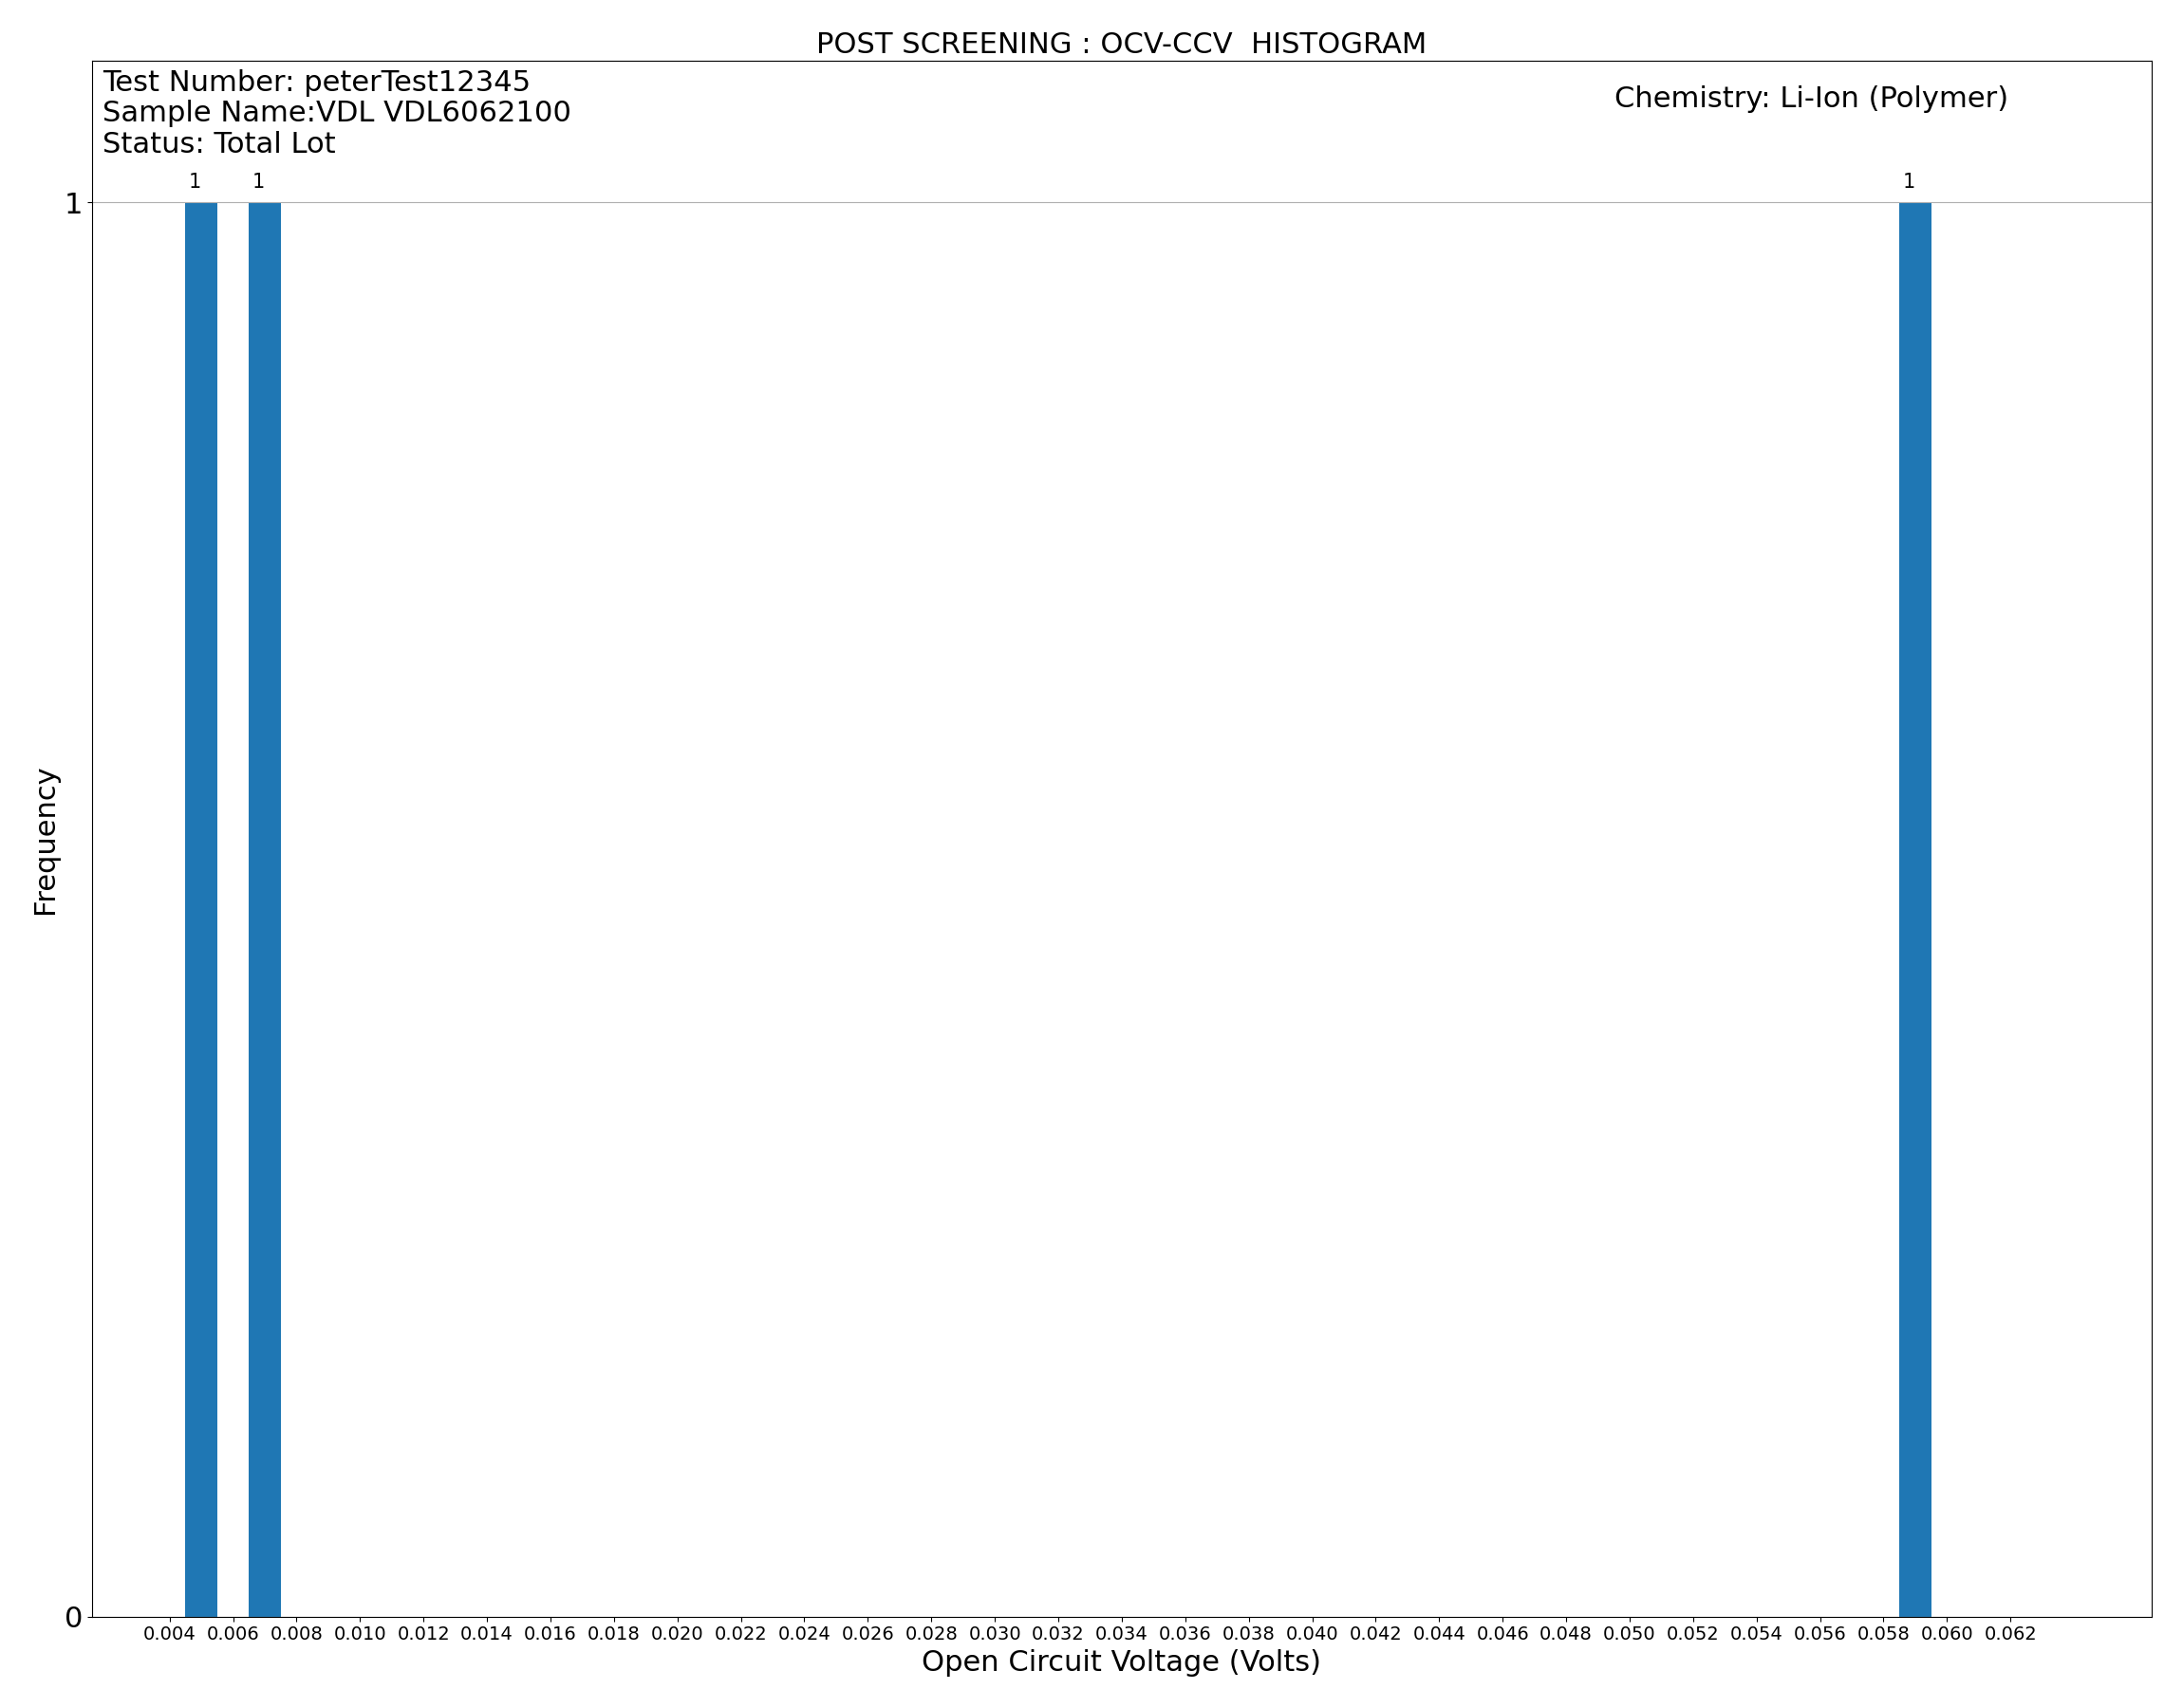 POST SCREENING : OCV-CCV  HISTOGRAM
Test Number: peterTest12345
Sample Name:VDL VDL6062100
Status: Total Lot
Chemistry: Li-Ion (Polymer)
1 1 1
1
Frequency
0
0.004 0.006 0.008 0.010 0.012 0.014 0.016 0.018 0.020 0.022 0.024 0.026 0.028 0.030 0.032 0.034 0.036 0.038 0.040 0.042 0.044 0.046 0.048 0.050 0.052 0.054 0.056 0.058 0.060 0.062
Open Circuit Voltage (Volts)